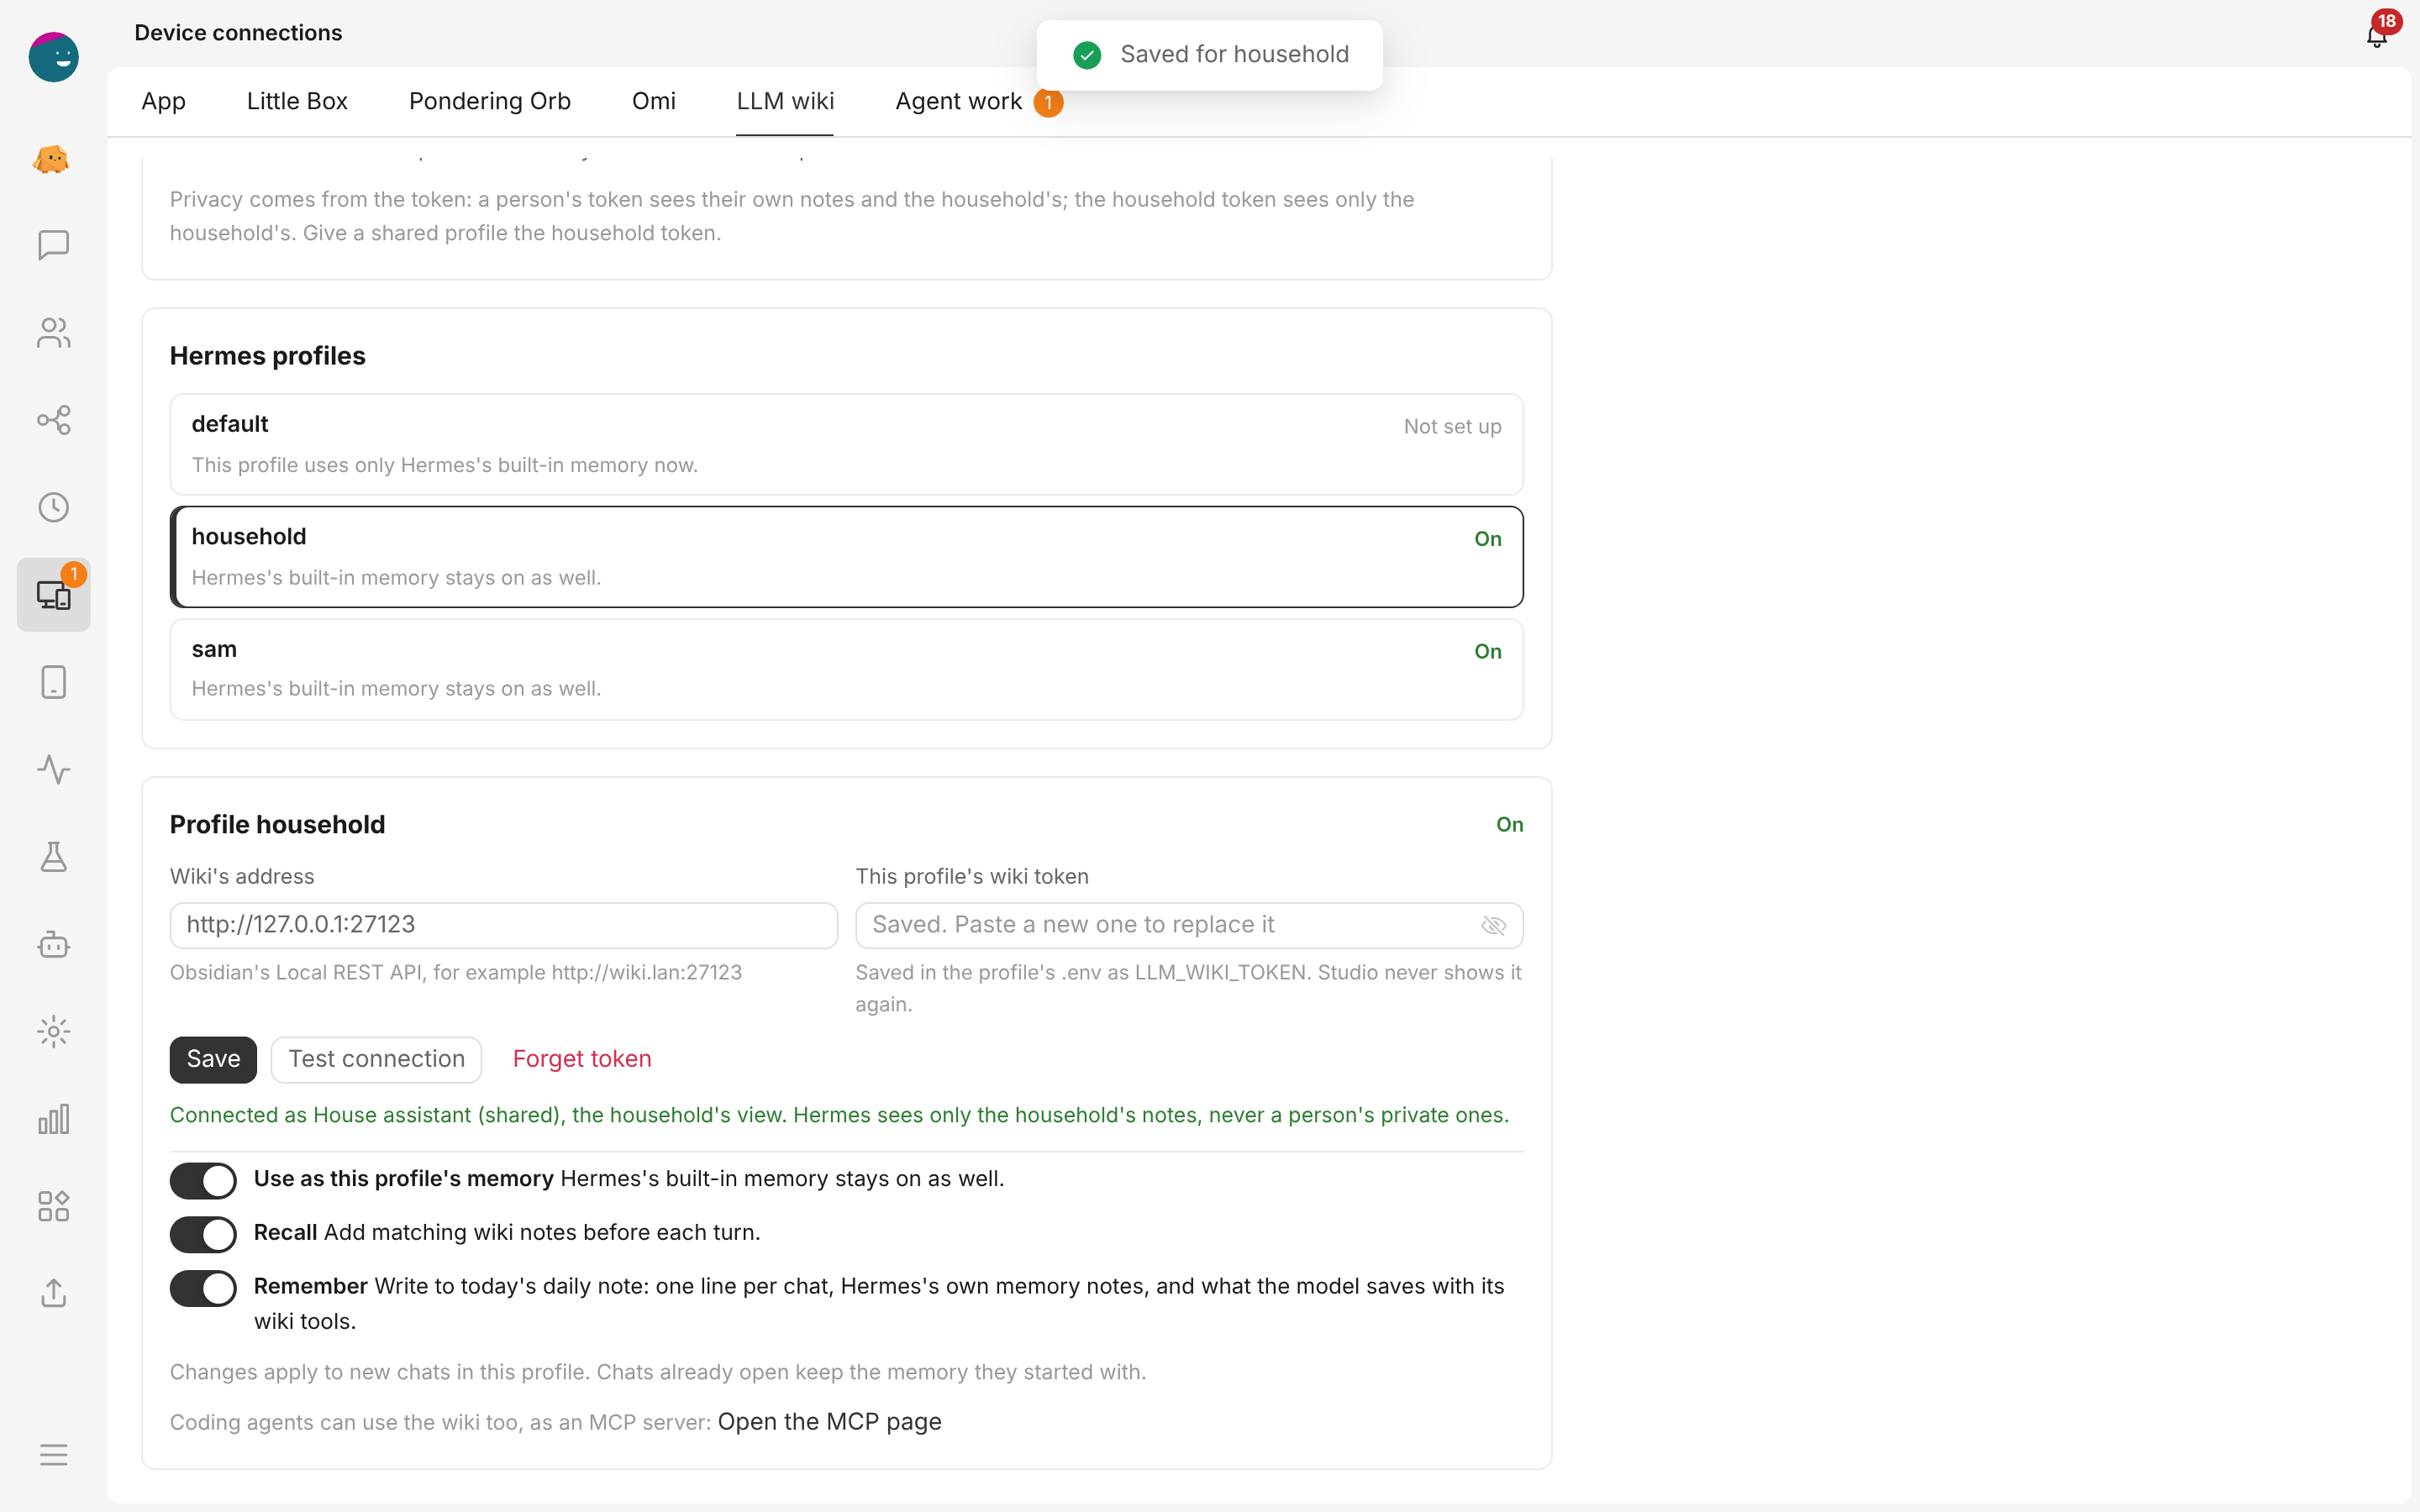 Device connections
Saved for household
18
App
Little Box
Pondering Orb
Omi
LLM wiki
Agent work 1
Privacy comes from the token: a person's token sees their own notes and the household's; the household token sees only the
household's. Give a shared profile the household token.
Hermes profiles
default
Not set up
This profile uses only Hermes's built-in memory now.
household
On
Hermes's built-in memory stays on as well.
1
sam
On
Hermes's built-in memory stays on as well.
Profile household
On
Wiki's address
This profile's wiki token
http://127.0.0.1:27123
Saved. Paste a new one to replace it
Obsidian's Local REST API, for example http://wiki.lan:27123
Saved in the profile's .env as LLM_WIKI_TOKEN. Studio never shows it
again.
Save
Test connection
Forget token
Connected as House assistant (shared), the household's view. Hermes sees only the household's notes, never a person's private ones.
Use as this profile's memory Hermes's built-in memory stays on as well.
Recall Add matching wiki notes before each turn.
Remember Write to today's daily note: one line per chat, Hermes's own memory notes, and what the model saves with its
wiki tools.
Changes apply to new chats in this profile. Chats already open keep the memory they started with.
Coding agents can use the wiki too, as an MCP server: Open the MCP page